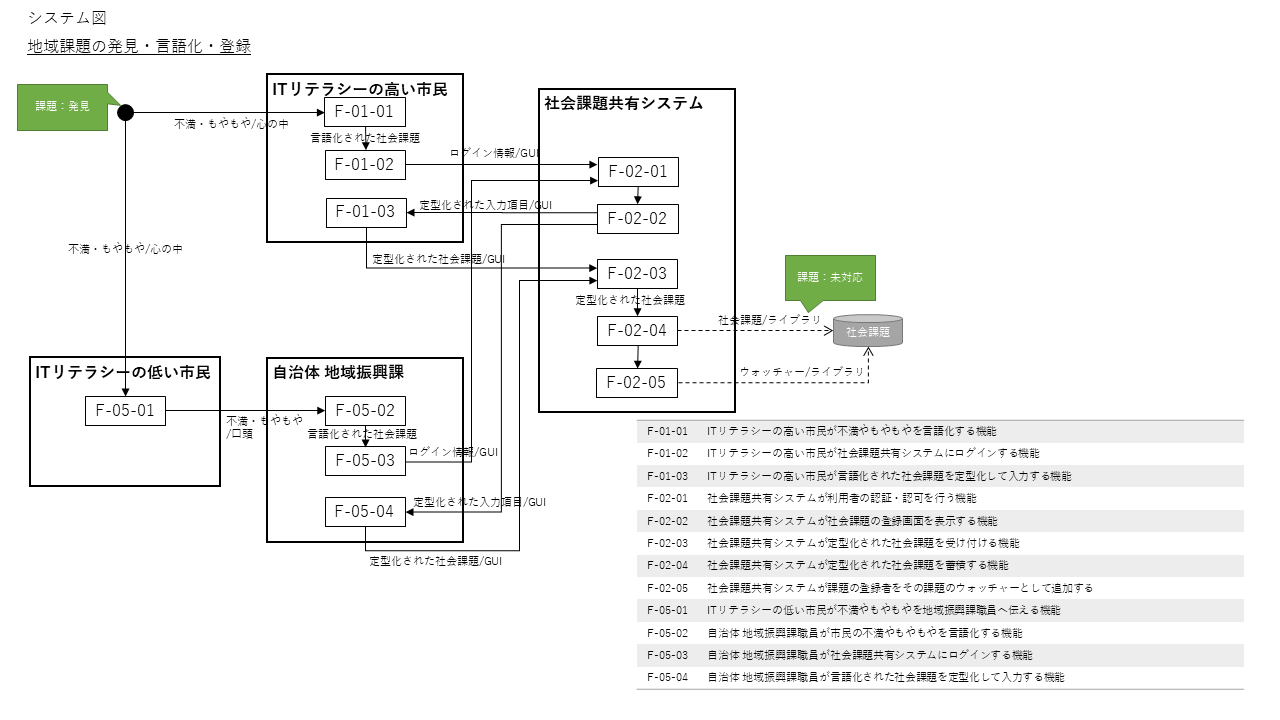 システム図
地域課題の発見・言語化・登録
課題：発見
不満・もやもや/心の中
ITリテラシーの高い市民
F-01-01
言語化された社会課題
F-01-02
F-01-03
ログイン情報/GUI
定型化された入力項目/GUI
定型化された社会課題/GUI
社会課題共有システム
F-02-01
F-02-02
F-02-03
定型化された社会課題
F-02-04
F-02-05
課題：未対応
社会課題/ライブラリ
社会課題
ウォッチャー/ライブラリ
不満・もやもや/心の中
ITリテラシーの低い市民
F-05-01
不満・もやもや
/口頭
自治体 地域振興課
F-05-02
言語化された社会課題
F-05-03
ログイン情報/GUI
F-05-04
定型化された入力項目/GUI
定型化された社会課題/GUI
F-01-01 ITリテラシーの高い市民が不満やもやもやを言語化する機能
F-01-02 ITリテラシーの高い市民が社会課題共有システムにログインする機能
F-01-03 ITリテラシーの高い市民が言語化された社会課題を定型化して入力する機能
F-02-01 社会課題共有システムが利用者の認証・認可を行う機能
F-02-02 社会課題共有システムが社会課題の登録画面を表示する機能
F-02-03 社会課題共有システムが定型化された社会課題を受け付ける機能
F-02-04 社会課題共有システムが定型化された社会課題を蓄積する機能
F-02-05 社会課題共有システムが課題の登録者をその課題のウォッチャーとして追加する
F-05-01 ITリテラシーの低い市民が不満やもやもやを地域振興課職員へ伝える機能
F-05-02 自治体 地域振興課職員が市民の不満やもやもやを言語化する機能
F-05-03 自治体 地域振興課職員が社会課題共有システムにログインする機能
F-05-04 自治体 地域振興課職員が言語化された社会課題を定型化して入力する機能